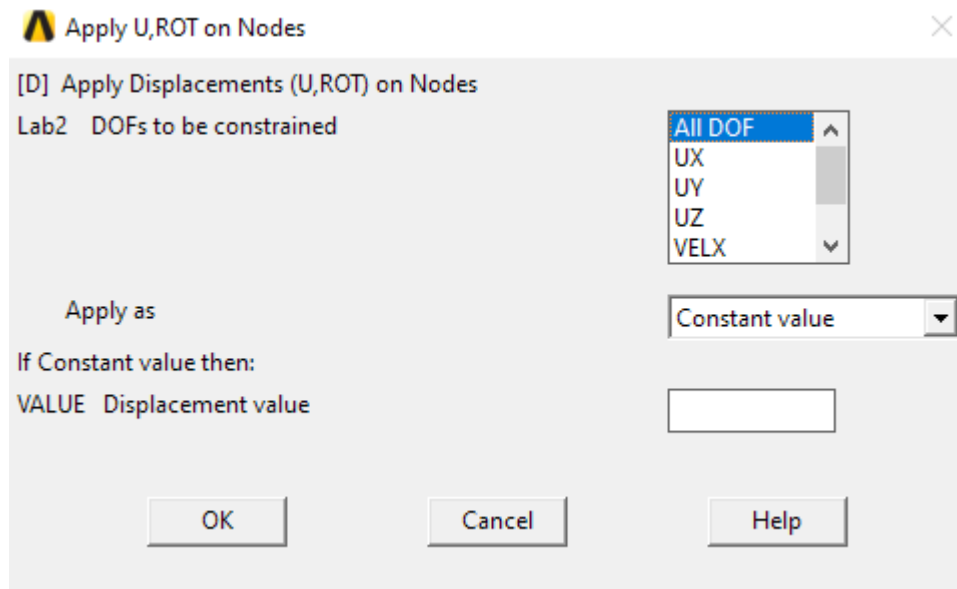 Apply U,ROT on Nodes
[D] Apply Displacements (U,ROT) on Nodes
Lab2 DOFs to be constrained
All DOF
UX
UY
UZ
VELX
Apply as
Constant value
If Constant value then:
VALUE Displacement value
OK
Cancel
Help